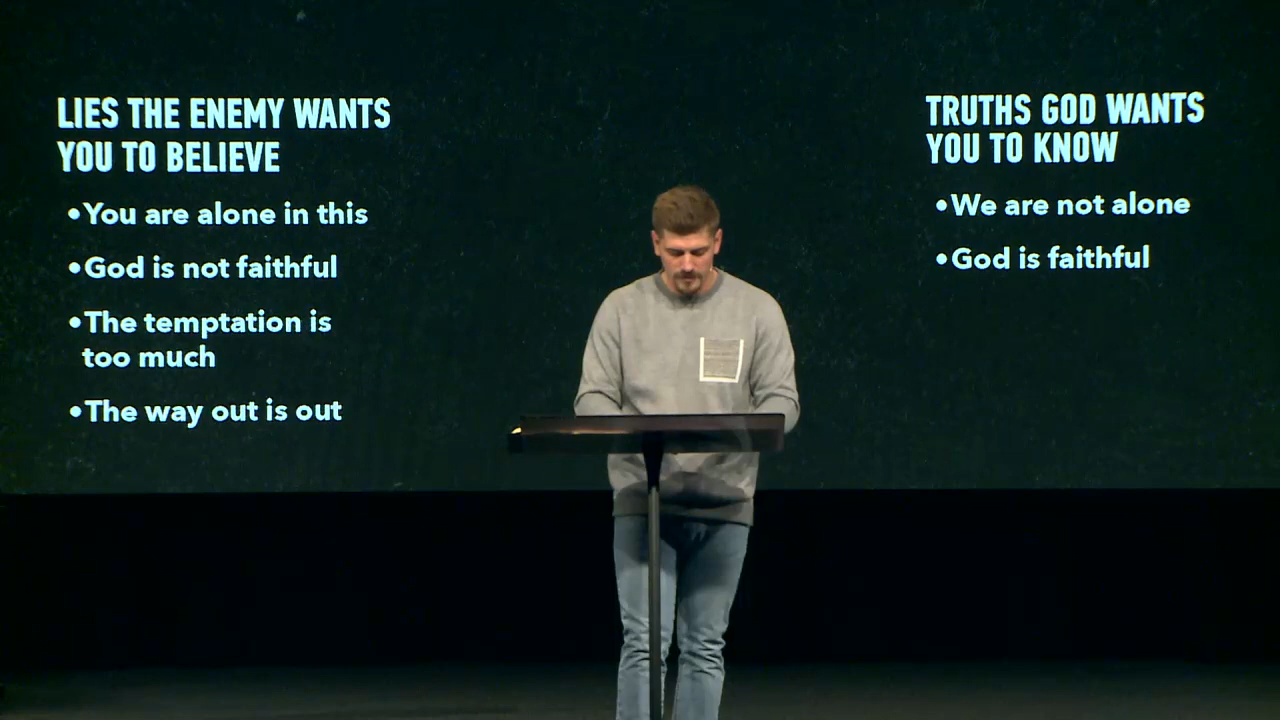 LIES THE ENEMY WANTS
YOU TO BELIEVE
•You are alone in this
•God is not faithful
•The temptation is
too much
•The way out is out
TRUTHS GOD WANTS
YOU TO KNOW
•We are not alone
•God is faithful